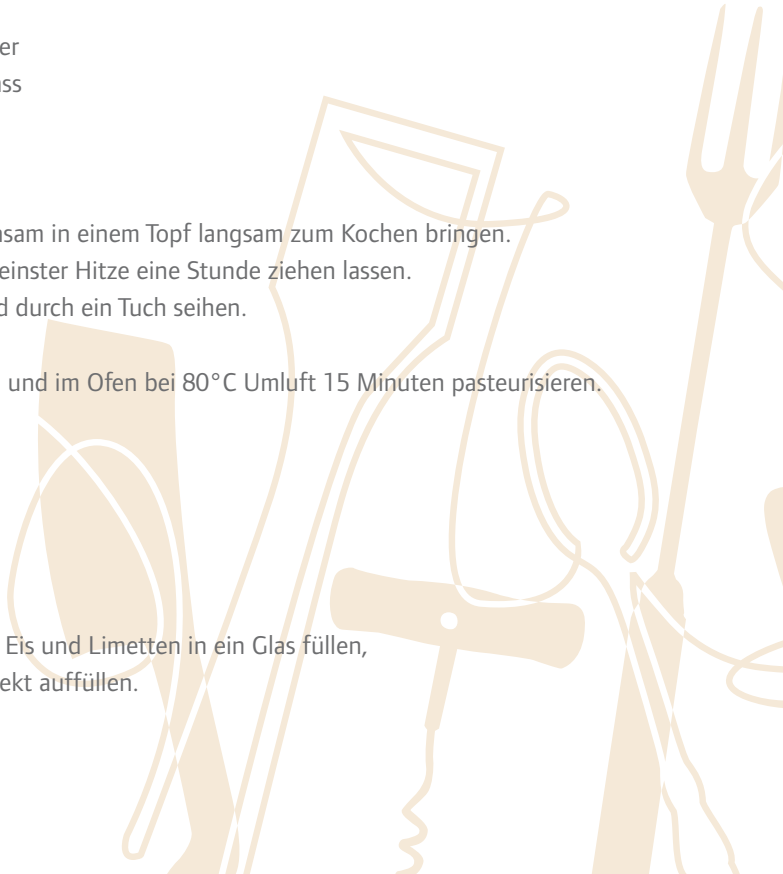 er
ss
nsam in einem Topf langsam zum Kochen bringen.
einster Hitze eine Stunde ziehen lassen.
d durch ein Tuch seihen.
und im Ofen bei 80°C Umluft 15 Minuten pasteurisieren.
Eis und Limetten in ein Glas füllen,
ekt auffüllen.